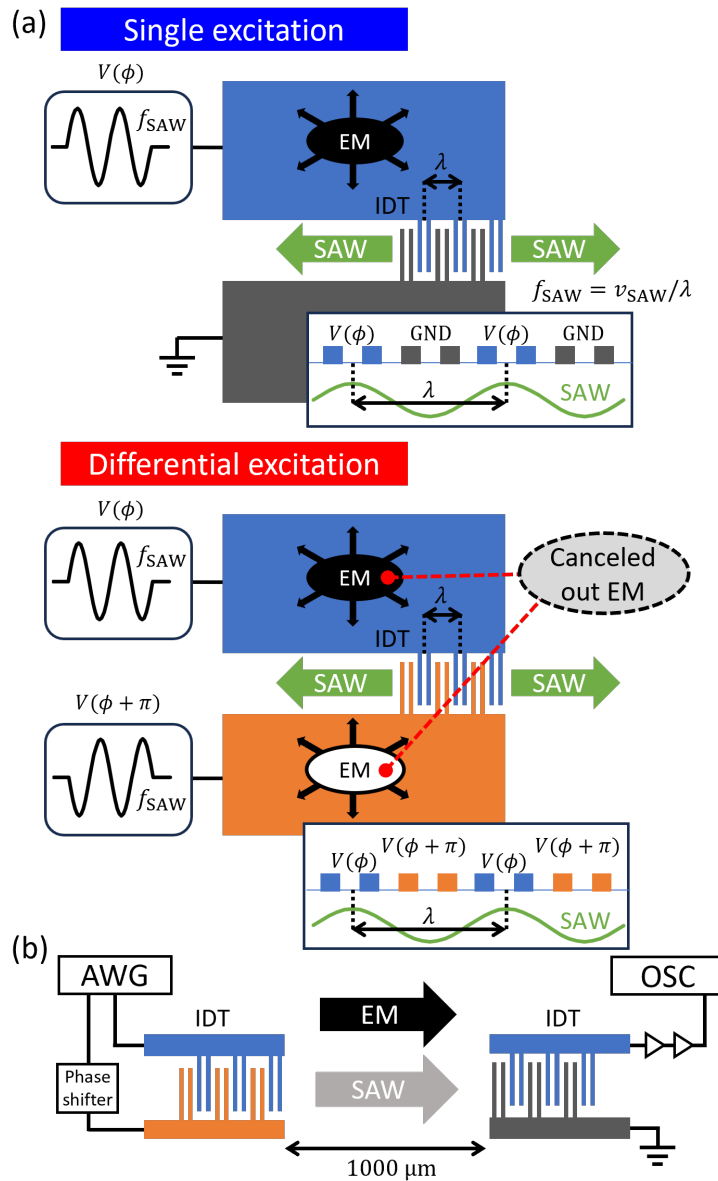 (a)
Single excitation
V(ϕ)
f_SAW
EM
λ
IDT
SAW
SAW
f_SAW = v_SAW/λ
V(ϕ) GND V(ϕ) GND
λ
SAW
Differential excitation
V(ϕ)
f_SAW
EM
Canceled
out EM
λ
IDT
SAW
SAW
V(ϕ + π)
f_SAW
EM
V(ϕ) V(ϕ + π) V(ϕ) V(ϕ + π)
λ
SAW
(b)
AWG
OSC
IDT
EM
IDT
Phase
shifter
SAW
1000 μm